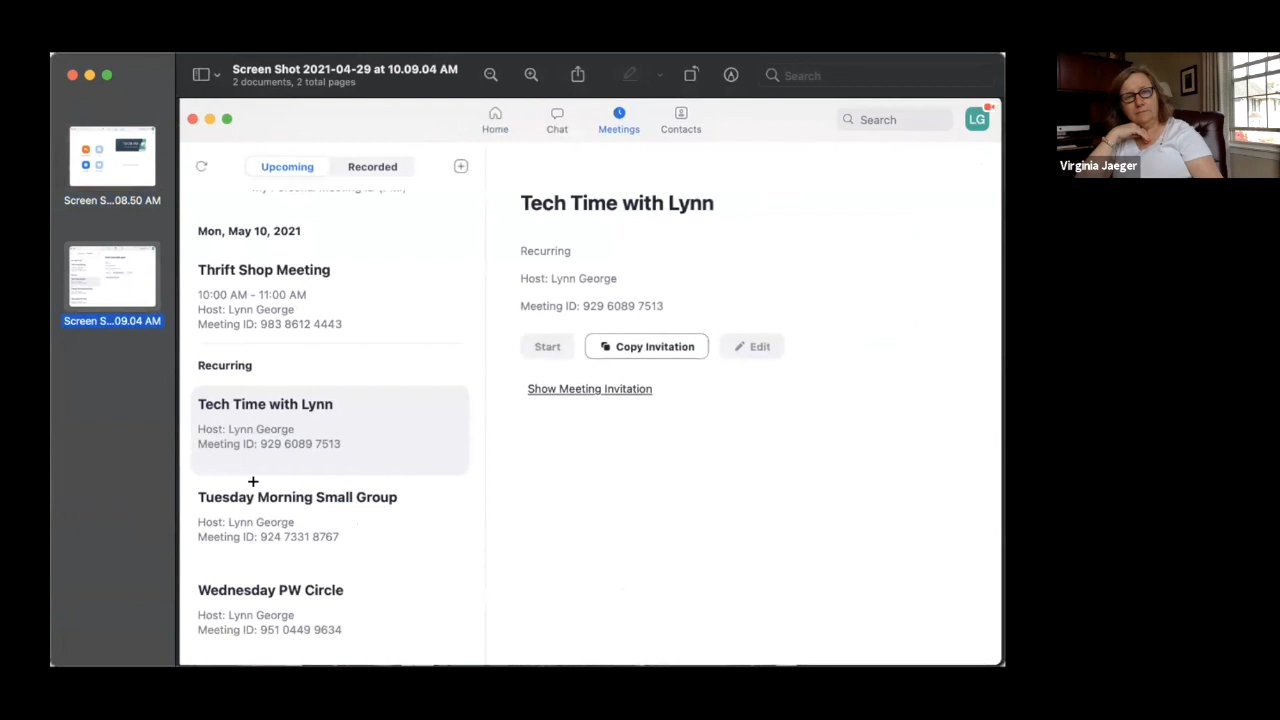 Screen Shot 2021-04-29 at 10.09.04 AM
2 documents, 2 total pages
Search
Screen S...08.50 AM
Screen S...09.04 AM
Home
Chat
Meetings
Contacts
Search
LG
Upcoming
Recorded
Mon, May 10, 2021
Thrift Shop Meeting
10:00 AM - 11:00 AM
Host: Lynn George
Meeting ID: 983 8612 4443
Recurring
Tech Time with Lynn
Host: Lynn George
Meeting ID: 929 6089 7513
Tuesday Morning Small Group
Host: Lynn George
Meeting ID: 924 7331 8767
Wednesday PW Circle
Host: Lynn George
Meeting ID: 951 0449 9634
Tech Time with Lynn
Recurring
Host: Lynn George
Meeting ID: 929 6089 7513
Start
Copy Invitation
Edit
Show Meeting Invitation
Virginia Jaeger